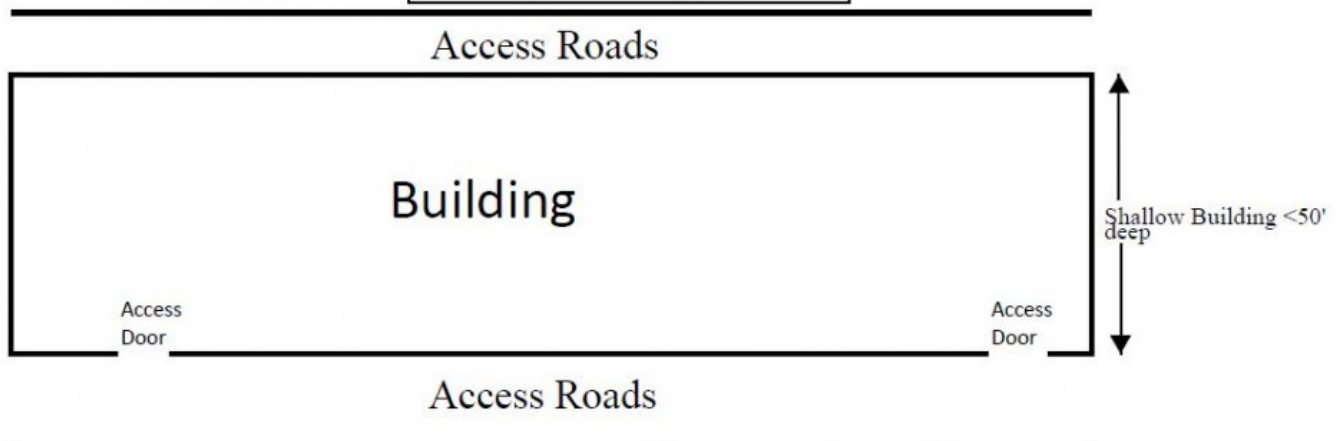 Access Roads
Building
Shallow Building <50'
deep
Access
Door
Access
Door
Access Roads